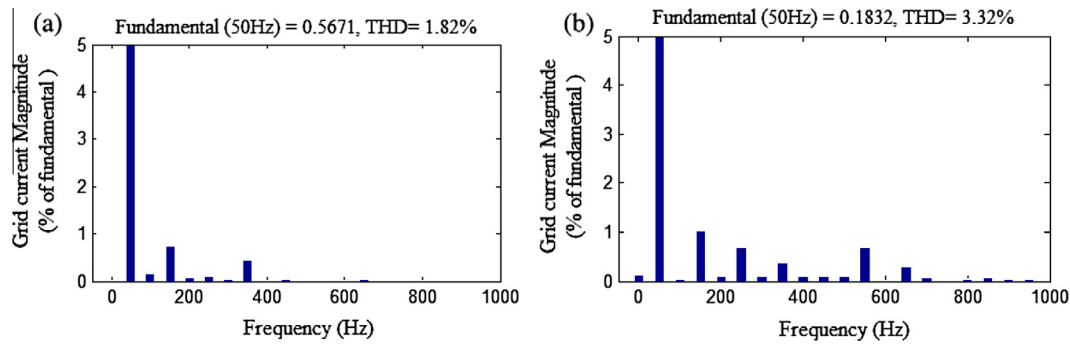 (a)
Fundamental (50Hz) = 0.5671, THD= 1.82%
Grid current Magnitude
(% of fundamental )
5
4
3
2
1
0
0 200 400 600 800 1000
Frequency (Hz)
(b)
Fundamental (50Hz) = 0.1832, THD= 3.32%
Grid current Magnitude
(% of fundamental )
5
4
3
2
1
0
0 200 400 600 800 1000
Frequency (Hz)